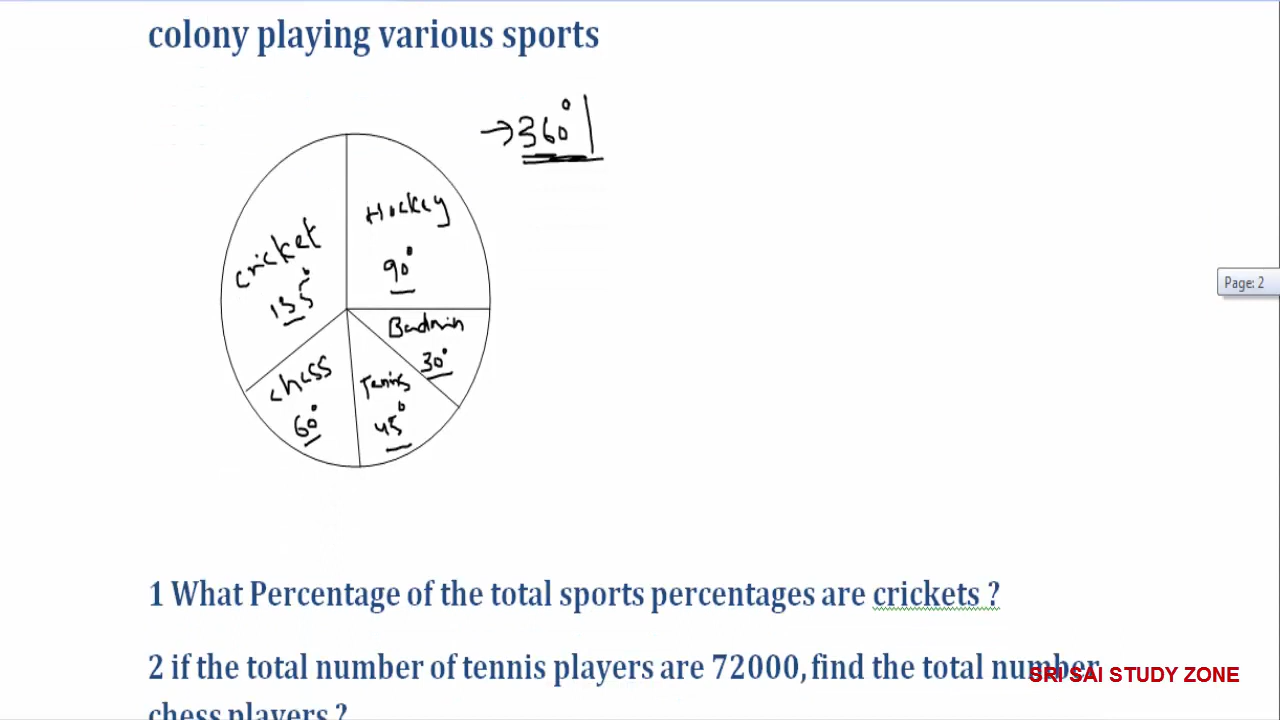 colony playing various sports
→360°
Hockey
90°
cricket
135°
Badmin
30°
chess
60°
Tennis
45°
Page: 2
1 What Percentage of the total sports percentages are crickets ?
2 if the total number of tennis players are 72000,find the total number
chess players ?
SRI SAI STUDY ZONE